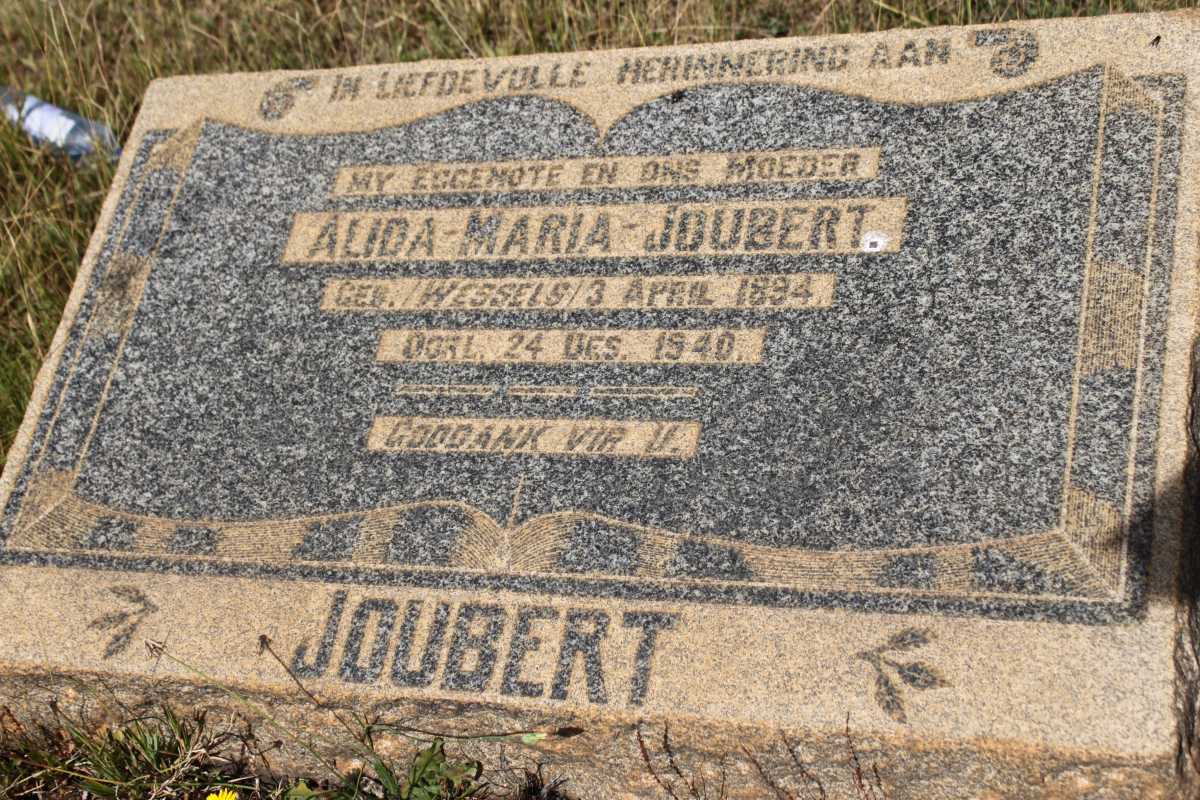 IN LIEFDEVOLLE HERINNERING AAN
MY EGGENOTE EN ONS MOEDER
ALIDA-MARIA-JOUBERT.
GEB./WESSELS/3 APRIL 1894
OORL. 24 DES. 1940.
GODDANK VIR U.
JOUBERT